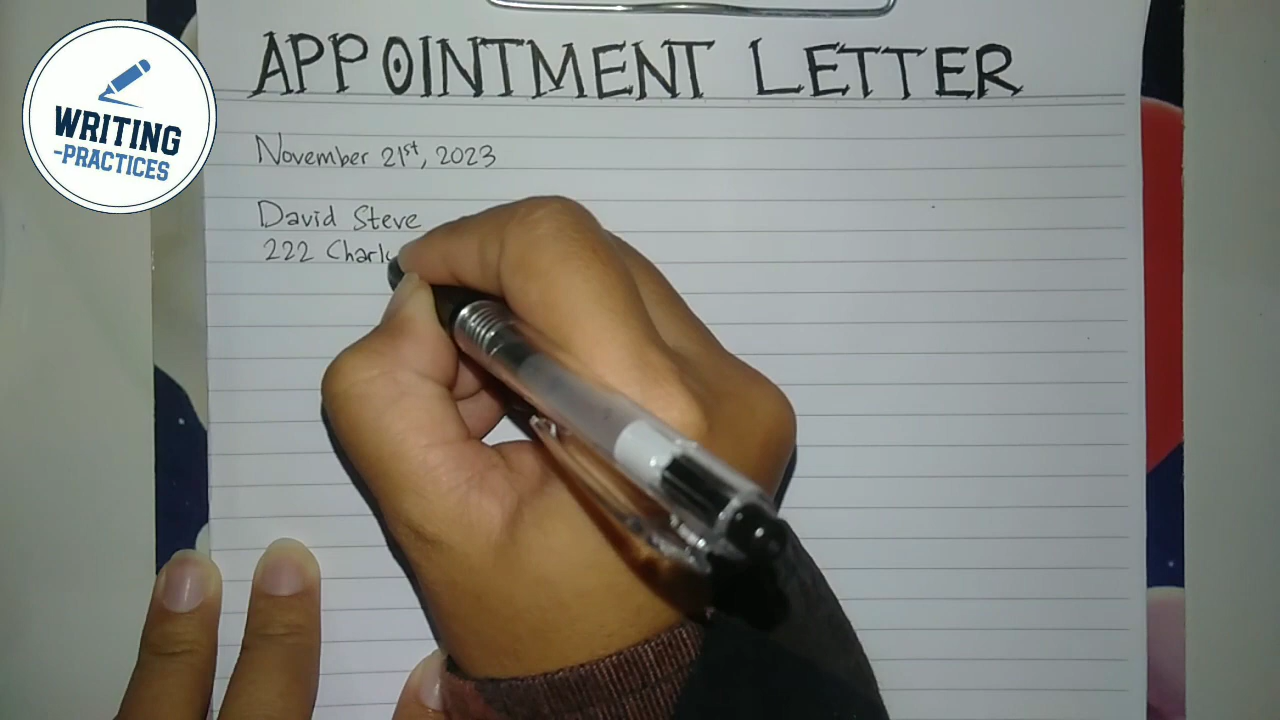 APPOINTMENT LETTER
WRITING
-PRACTICES
November 21st, 2023
David Steve
222